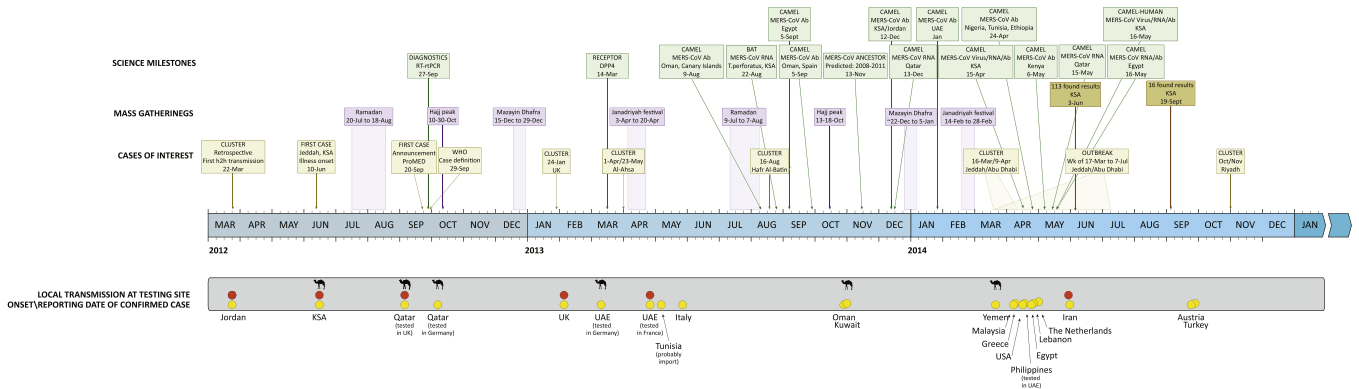 SCIENCE MILESTONES
DIAGNOSTICS
RT-rtPCR
27-Sep
RECEPTOR
DPP4
14-Mar
CAMEL
MERS-CoV Ab
Oman, Canary Islands
9-Aug
BAT
MERS-CoV RNA
T.perforatus, KSA
22-Aug
CAMEL
MERS-CoV Ab
Egypt
5-Sept
CAMEL
MERS-CoV Ab
Oman, Spain
5-Sep
MERS-CoV ANCESTOR
Predicted: 2008-2011
13-Nov
CAMEL
MERS-CoV Ab
KSA/Jordan
12-Dec
CAMEL
MERS-CoV RNA
Qatar
13-Dec
CAMEL
MERS-CoV Ab
UAE
Jan
CAMEL
MERS-CoV Virus/RNA/Ab
KSA
15-Apr
CAMEL
MERS-CoV Ab
Nigeria, Tunisia, Ethiopia
24-Apr
CAMEL
MERS-CoV Ab
Kenya
6-May
CAMEL
MERS-CoV RNA
Qatar
15-May
CAMEL-HUMAN
MERS-CoV Virus/RNA/Ab
KSA
16-May
CAMEL
MERS-CoV RNA/Ab
Egypt
16-May
113 found results
KSA
3-Jun
16 found results
KSA
19-Sept
MASS GATHERINGS
Ramadan
20-Jul to 18-Aug
Hajj peak
10-30-Oct
Mazayin Dhafra
15-Dec to 29-Dec
Janadriyah festival
3-Apr to 20-Apr
Ramadan
9-Jul to 7-Aug
Hajj peak
13-18-Oct
Mazayin Dhafra
~22-Dec to 5-Jan
Janadriyah festival
14-Feb to 28-Feb
CASES OF INTEREST
CLUSTER
Retrospective
First h2h transmission
22-Mar
FIRST CASE
Jeddah, KSA
Illness onset
10-Jun
FIRST CASE
Announcement
ProMED
20-Sep
WHO
Case definition
29-Sep
CLUSTER
24-Jan
UK
CLUSTER
1-Apr/23-May
Al-Ahsa
CLUSTER
16-Aug
Hafr Al-Batin
CLUSTER
16-Mar/9-Apr
Jeddah/Abu Dhabi
OUTBREAK
Wk of 17-Mar to 7-Jul
Jeddah/Abu Dhabi
CLUSTER
Oct/Nov
Riyadh
MAR APR MAY JUN JUL AUG SEP OCT NOV DEC JAN FEB MAR APR MAY JUN JUL AUG SEP OCT NOV DEC JAN FEB MAR APR MAY JUN JUL AUG SEP OCT NOV DEC JAN
2012 2013 2014
LOCAL TRANSMISSION AT TESTING SITE
ONSET\REPORTING DATE OF CONFIRMED CASE
Jordan
KSA
Qatar
(tested
in UK)
Qatar
(tested
in Germany)
UK
UAE
(tested
in Germany)
UAE
(tested
in France)
Tunisia
(probably
import)
Italy
Oman
Kuwait
Yemen
Malaysia
Greece
USA
Philippines
(tested
in UAE)
Egypt
Lebanon
The Netherlands
Iran
Austria
Turkey